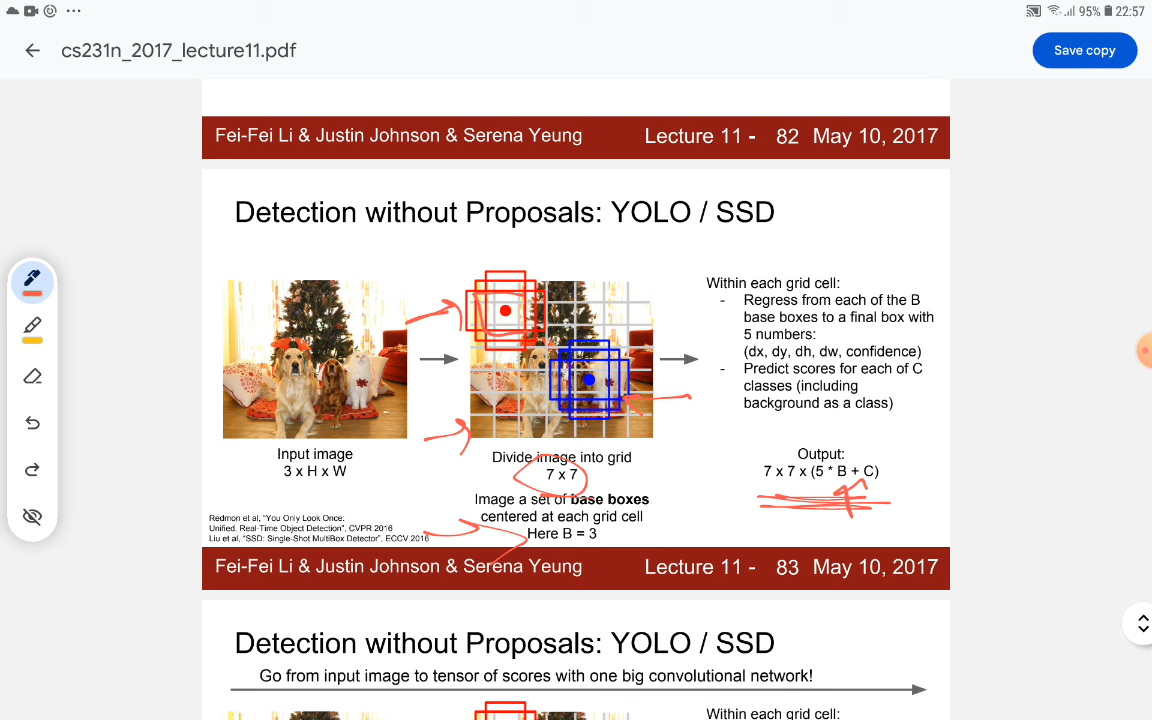 95% 22:57
cs231n_2017_lecture11.pdf
Save copy
Fei-Fei Li & Justin Johnson & Serena Yeung Lecture 11 - 82 May 10, 2017
Detection without Proposals: YOLO / SSD
Input image
3 x H x W
Divide image into grid
7 x 7
Image a set of base boxes
centered at each grid cell
Here B = 3
Within each grid cell:
- Regress from each of the B
base boxes to a final box with
5 numbers:
(dx, dy, dh, dw, confidence)
- Predict scores for each of C
classes (including
background as a class)
Output:
7 x 7 x (5 * B + C)
Redmon et al, “You Only Look Once:
Unified, Real-Time Object Detection”, CVPR 2016
Liu et al, “SSD: Single-Shot MultiBox Detector”, ECCV 2016
Fei-Fei Li & Justin Johnson & Serena Yeung Lecture 11 - 83 May 10, 2017
Detection without Proposals: YOLO / SSD
Go from input image to tensor of scores with one big convolutional network!
Within each grid cell: